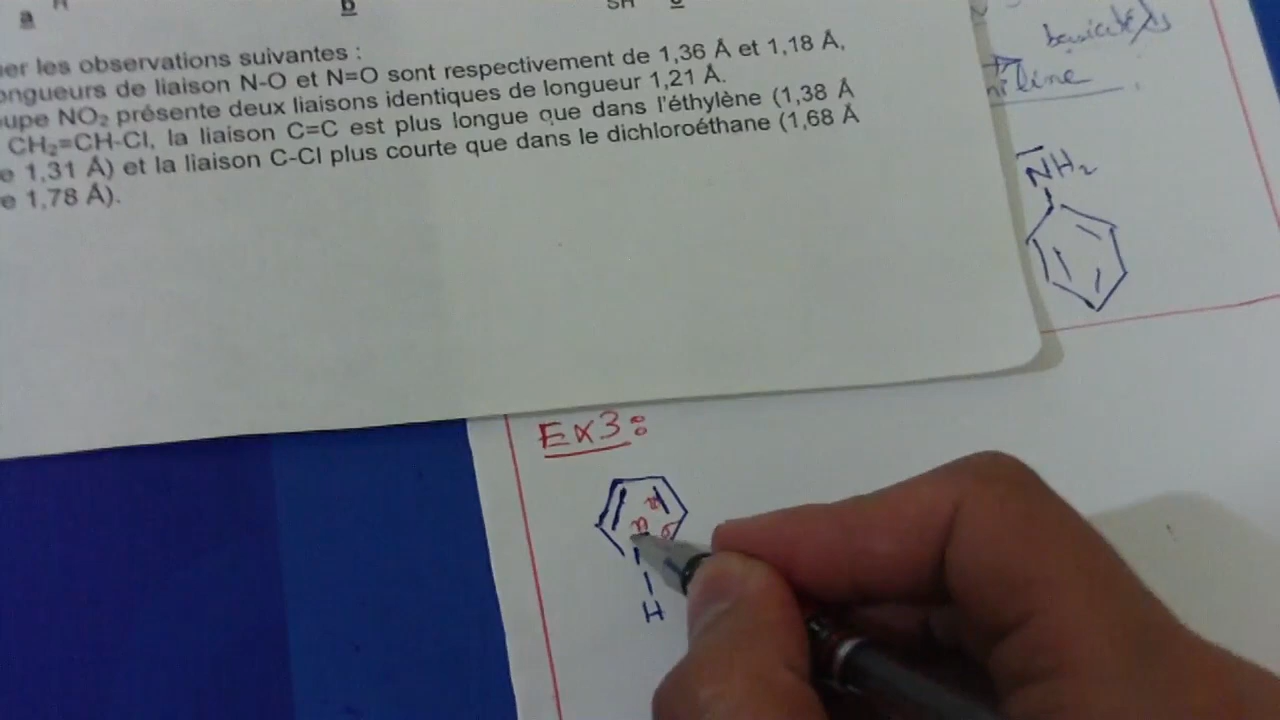 a H b SH c
er les observations suivantes :
ongueurs de liaison N-O et N=O sont respectivement de 1,36 Å et 1,18 Å,
upe NO₂ présente deux liaisons identiques de longueur 1,21 Å.
CH₂=CH-Cl, la liaison C=C est plus longue que dans l'éthylène (1,38 Å
e 1,31 Å) et la liaison C-Cl plus courte que dans le dichloroéthane (1,68 Å
e 1,78 Å).
niline
NH₂
Ex3:
π
π σ
H